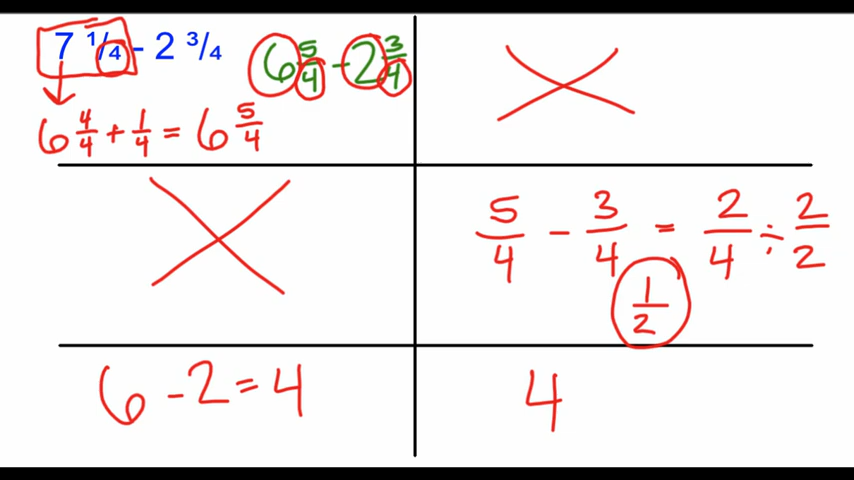 7 ¹/₄ - 2 ³/₄
6 5/4 - 2 3/4
6 4/4 + 1/4 = 6 5/4
5/4 - 3/4 = 2/4 ÷ 2/2
1/2
6 - 2 = 4
4